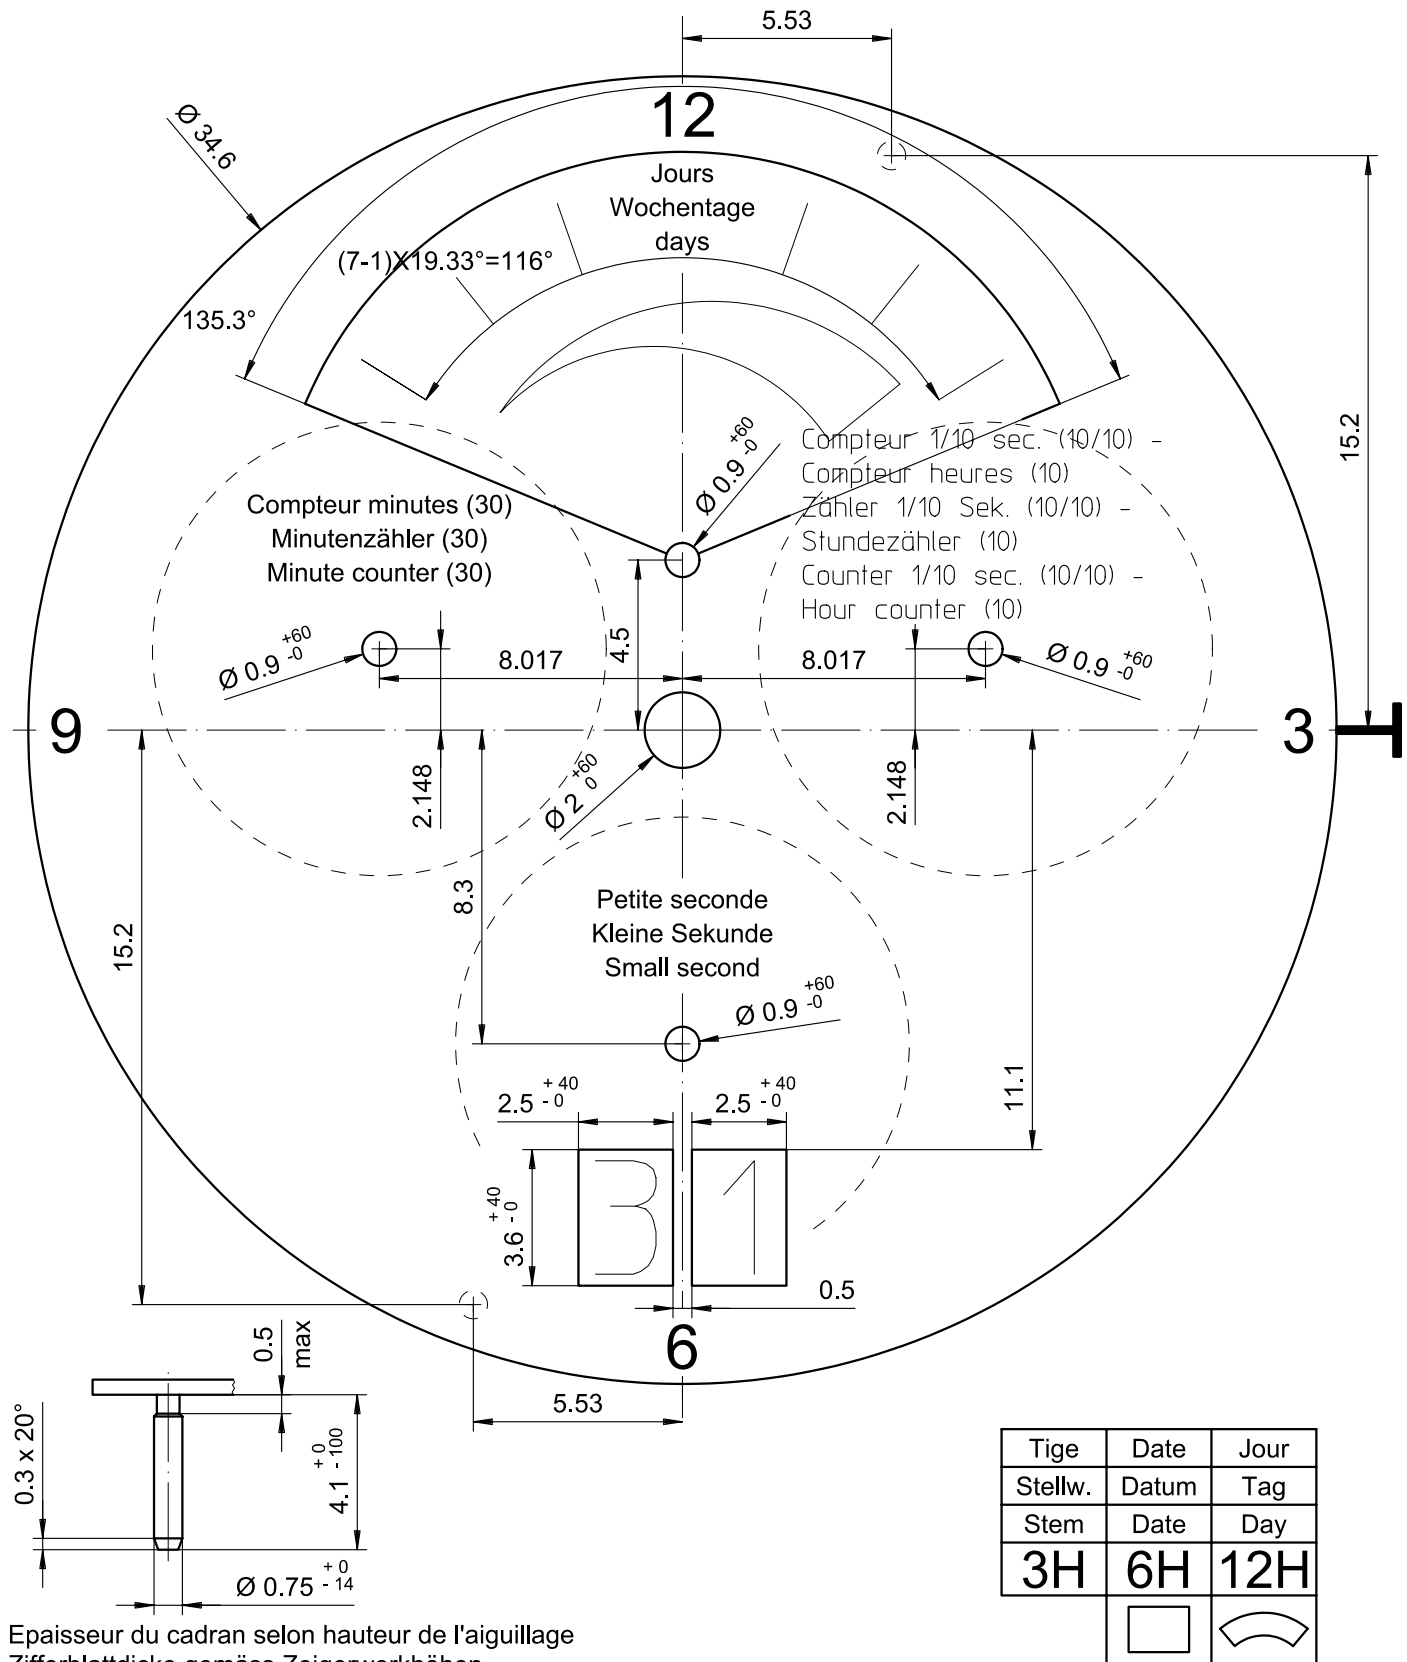 5.53
Ø 34.6
12
Jours
Wochentage
days
(7-1)X19.33°=116°
135.3°
15.2
Ø 0.9 +60 -0
Compteur 1/10 sec. (10/10) -
Compteur heures (10)
Zähler 1/10 Sek. (10/10) -
Stundezähler (10)
Counter 1/10 sec. (10/10) -
Hour counter (10)
Compteur minutes (30)
Minutenzähler (30)
Minute counter (30)
Ø 0.9 +60 -0
8.017
4.5
8.017
Ø 0.9 +60 -0
9
3
2.148
Ø 2 +60 0
2.148
15.2
8.3
Petite seconde
Kleine Sekunde
Small second
Ø 0.9 +60 -0
11.1
2.5 + 40 - 0
2.5 + 40 - 0
3.6 + 40 - 0
31
0.5
6
5.53
0.5 max
0.3 x 20°
4.1 + 0 - 100
Ø 0.75 + 0 - 14
Tige Date Jour
Stellw. Datum Tag
Stem Date Day
3H 6H 12H
Epaisseur du cadran selon hauteur de l'aiguillage
Zifferblattdicke gemäss Zeigerwerkhöhen